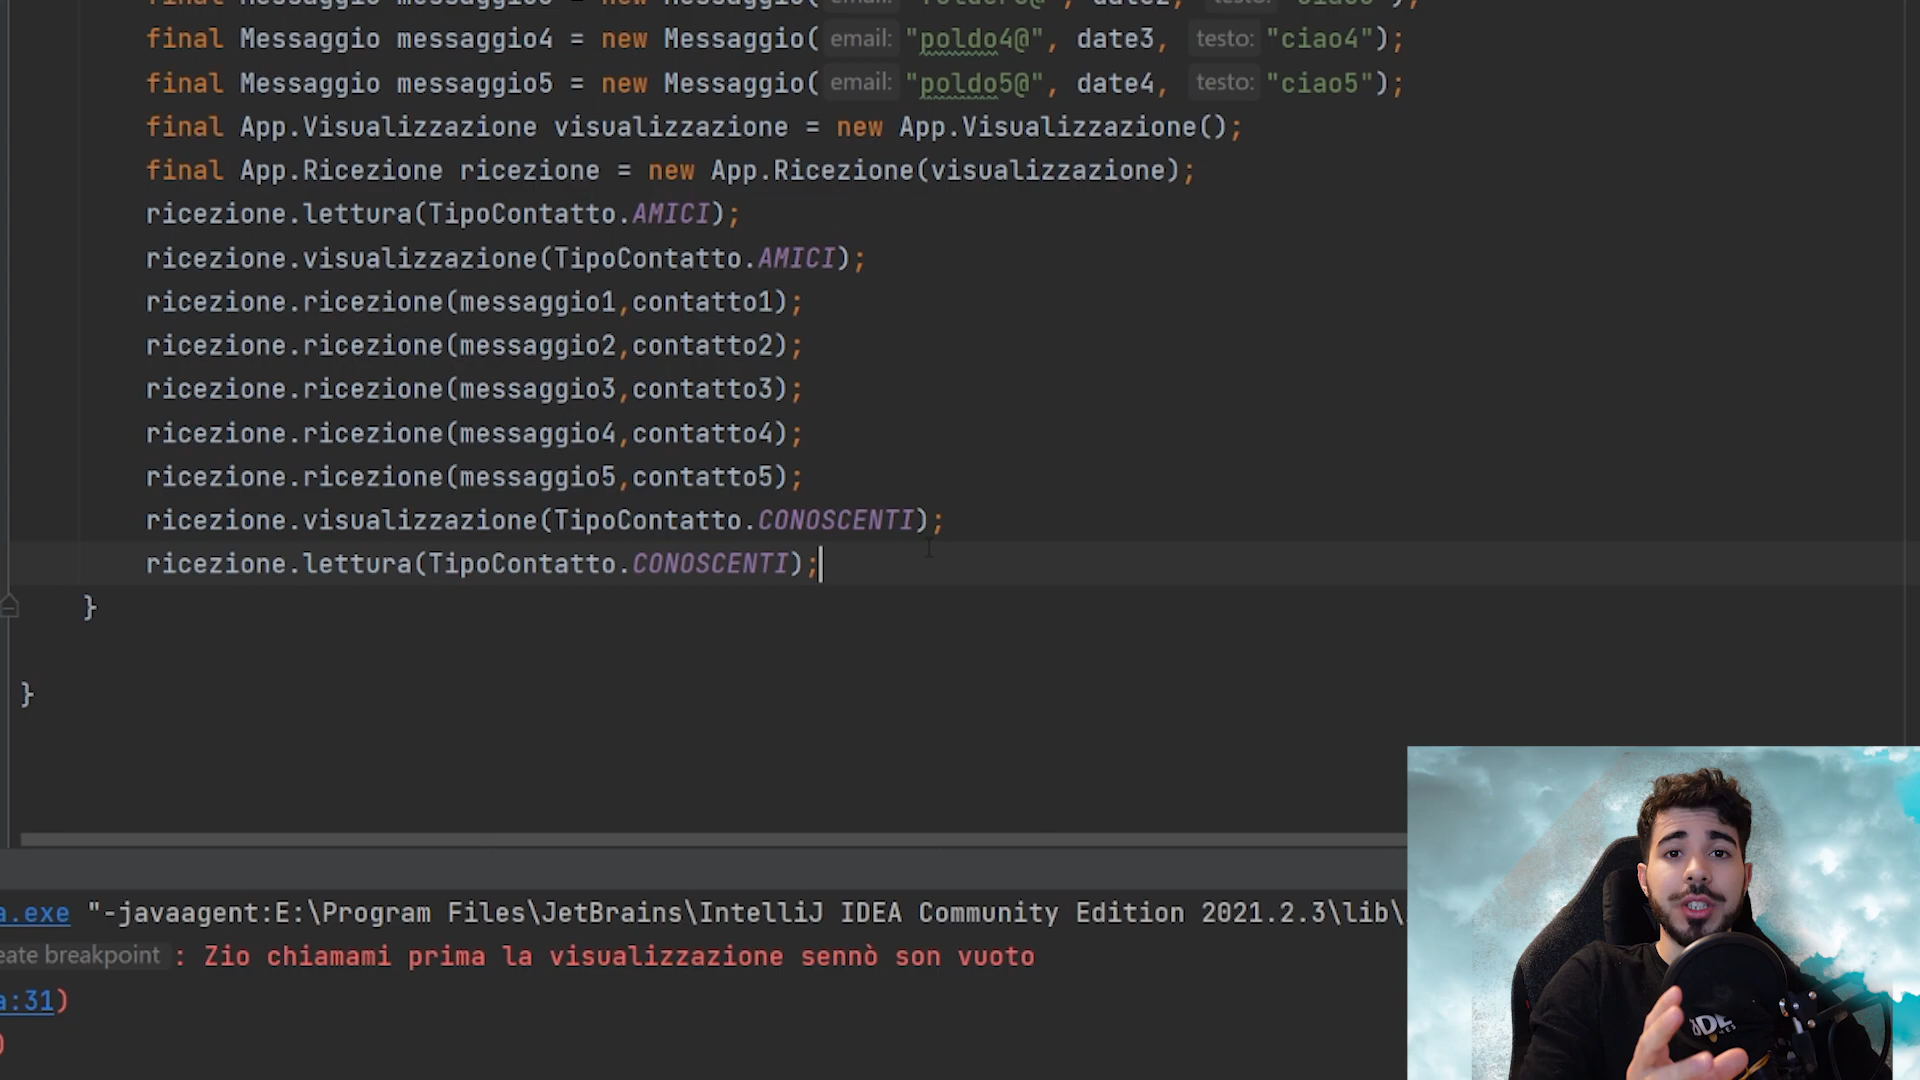 final Messaggio messaggio4 = new Messaggio( email: "poldo4@", date3, testo: "ciao4");
final Messaggio messaggio5 = new Messaggio( email: "poldo5@", date4, testo: "ciao5");
final App.Visualizzazione visualizzazione = new App.Visualizzazione();
final App.Ricezione ricezione = new App.Ricezione(visualizzazione);
ricezione.lettura(TipoContatto.AMICI);
ricezione.visualizzazione(TipoContatto.AMICI);
ricezione.ricezione(messaggio1,contatto1);
ricezione.ricezione(messaggio2,contatto2);
ricezione.ricezione(messaggio3,contatto3);
ricezione.ricezione(messaggio4,contatto4);
ricezione.ricezione(messaggio5,contatto5);
ricezione.visualizzazione(TipoContatto.CONOSCENTI);
ricezione.lettura(TipoContatto.CONOSCENTI);
}
}
a.exe "-javaagent:E:\Program Files\JetBrains\IntelliJ IDEA Community Edition 2021.2.3\lib\
eate breakpoint : Zio chiamami prima la visualizzazione sennò son vuoto
a:31)
)